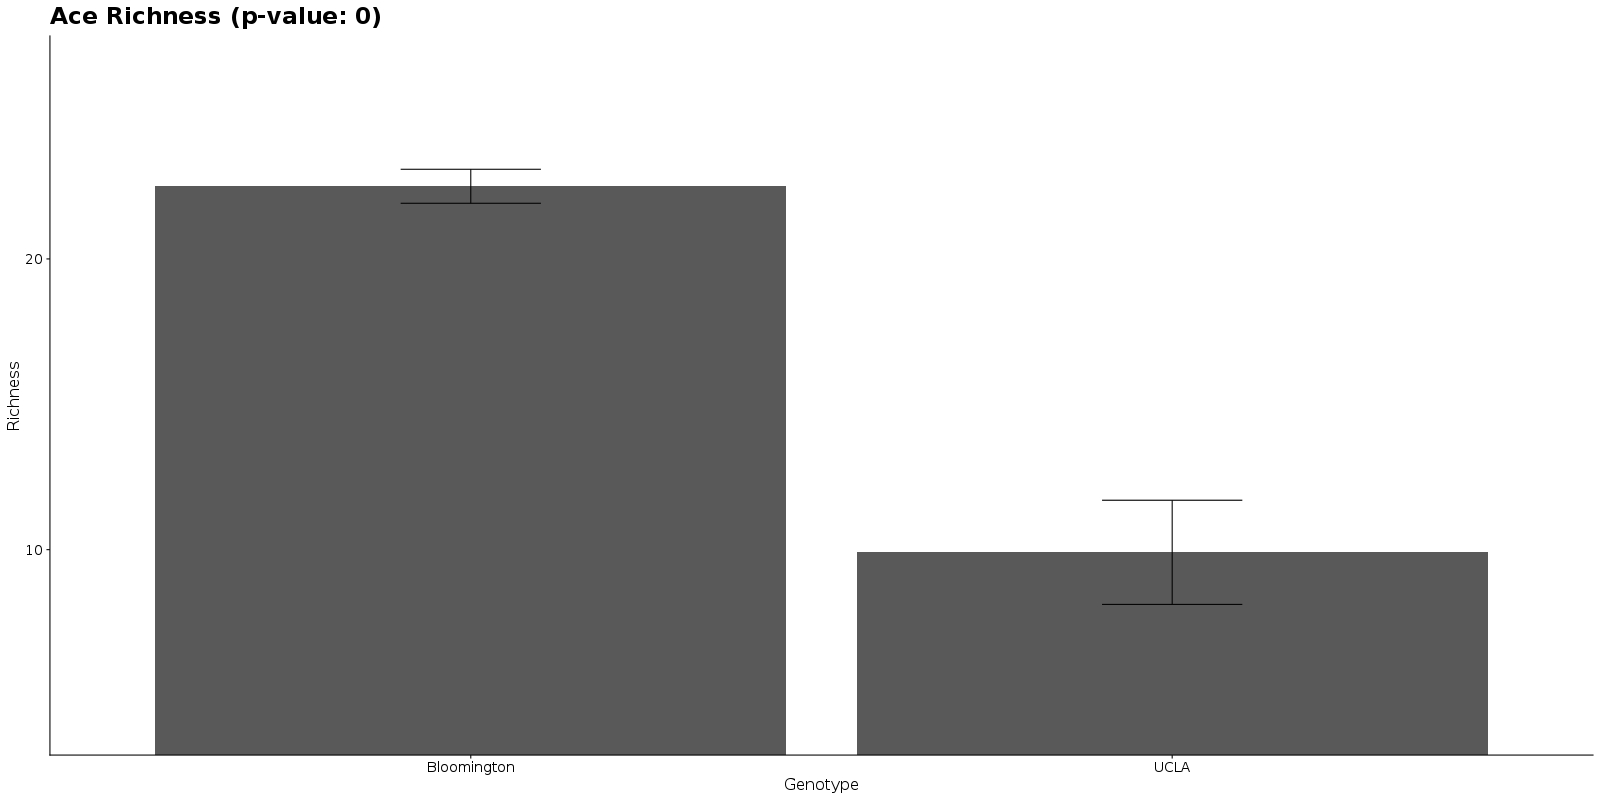 Ace Richness (p-value: 0)
Richness
20
10
Bloomington
UCLA
Genotype